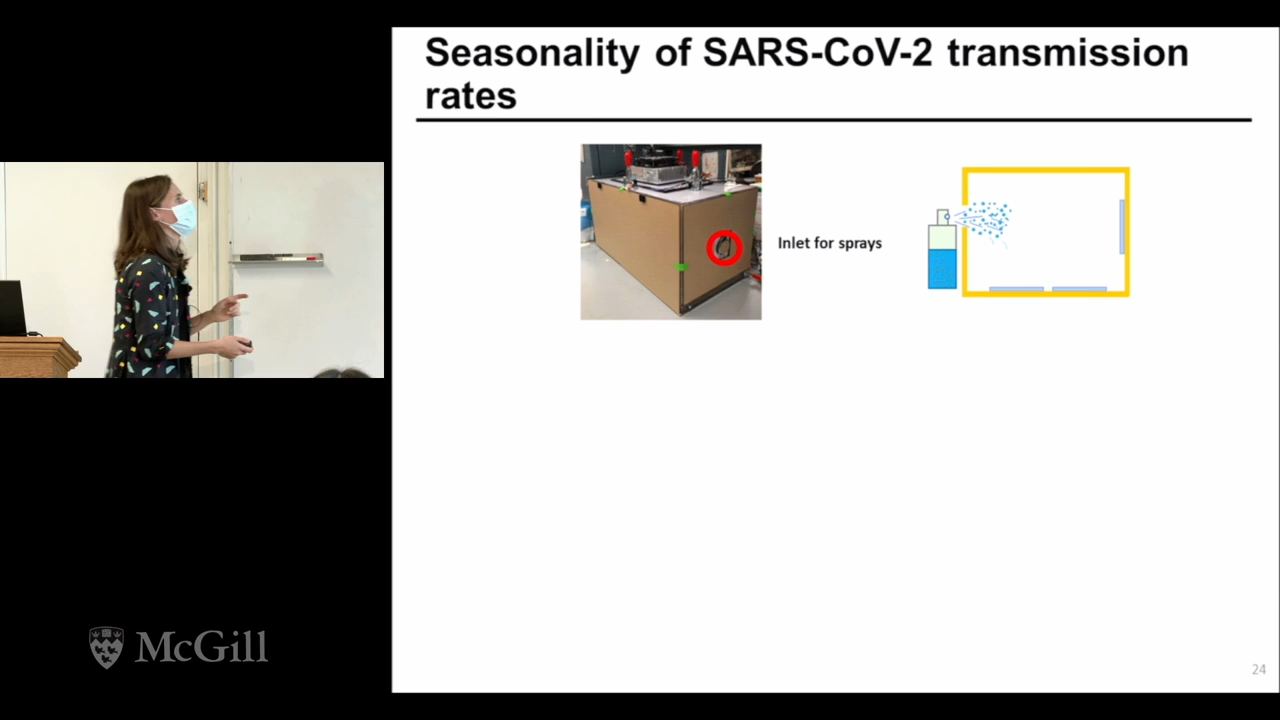 Seasonality of SARS-CoV-2 transmission
rates
Inlet for sprays
McGill
24